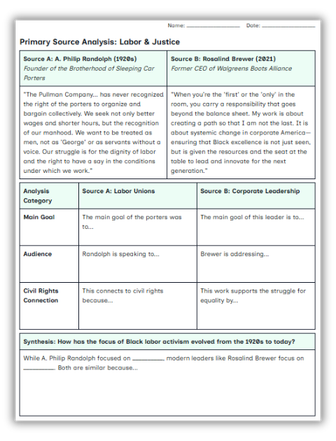 Name: Date:
Primary Source Analysis: Labor & Justice
Source A: A. Philip Randolph (1920s)
Founder of the Brotherhood of Sleeping Car
Porters
"The Pullman Company... has never recognized
the right of the porters to organize and
bargain collectively. We seek not only better
wages and shorter hours, but the recognition
of our manhood. We want to be treated as
men, not as 'George' or as servants without a
voice. Our struggle is for the dignity of labor
and the right to have a say in the conditions
under which we work."
Source B: Rosalind Brewer (2021)
Former CEO of Walgreens Boots Alliance
"When you're the 'first' or the 'only' in the
room, you carry a responsibility that goes
beyond the balance sheet. My work is about
creating a path so that I am not the last. It is
about systemic change in corporate America—
ensuring that Black excellence is not just seen,
but is given the resources and the seat at the
table to lead and innovate for the next
generation."
Analysis
Category
Source A: Labor Unions
Source B: Corporate Leadership
Main Goal
The main goal of the porters was
to...
The main goal of this leader is to...
Audience
Randolph is speaking to...
Brewer is addressing...
Civil Rights
Connection
This connects to civil rights
because...
This work supports the struggle for
equality by...
Synthesis: How has the focus of Black labor activism evolved from the 1920s to today?
While A. Philip Randolph focused on ________, modern leaders like Rosalind Brewer focus on
________. Both are similar because...